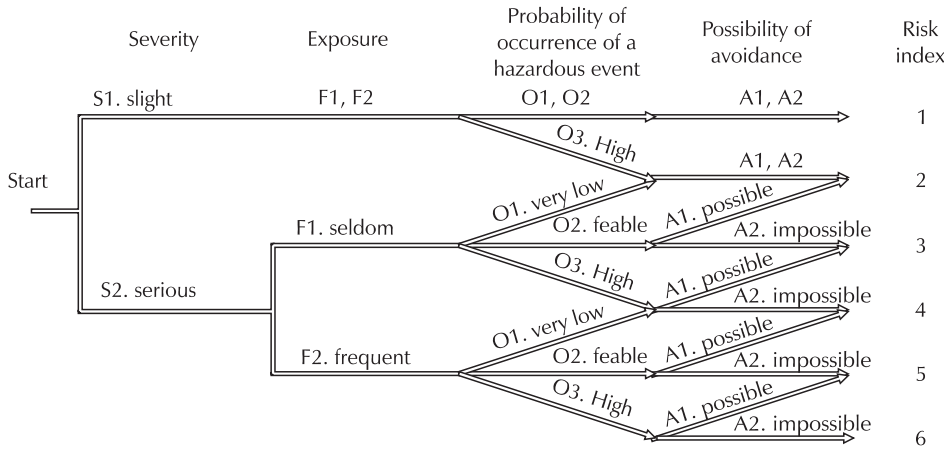 Severity
Exposure
Probability of
occurrence of a
hazardous event
Possibility of
avoidance
Risk
index
S1. slight
F1, F2
O1, O2
A1, A2
1
O3. High
A1, A2
Start
2
O1. very low
A1. possible
F1. seldom
O2. feable
A2. impossible
3
O3. High
A1. possible
S2. serious
A2. impossible
4
O1. very low
A1. possible
F2. frequent
O2. feable
A2. impossible
5
O3. High
A1. possible
A2. impossible
6